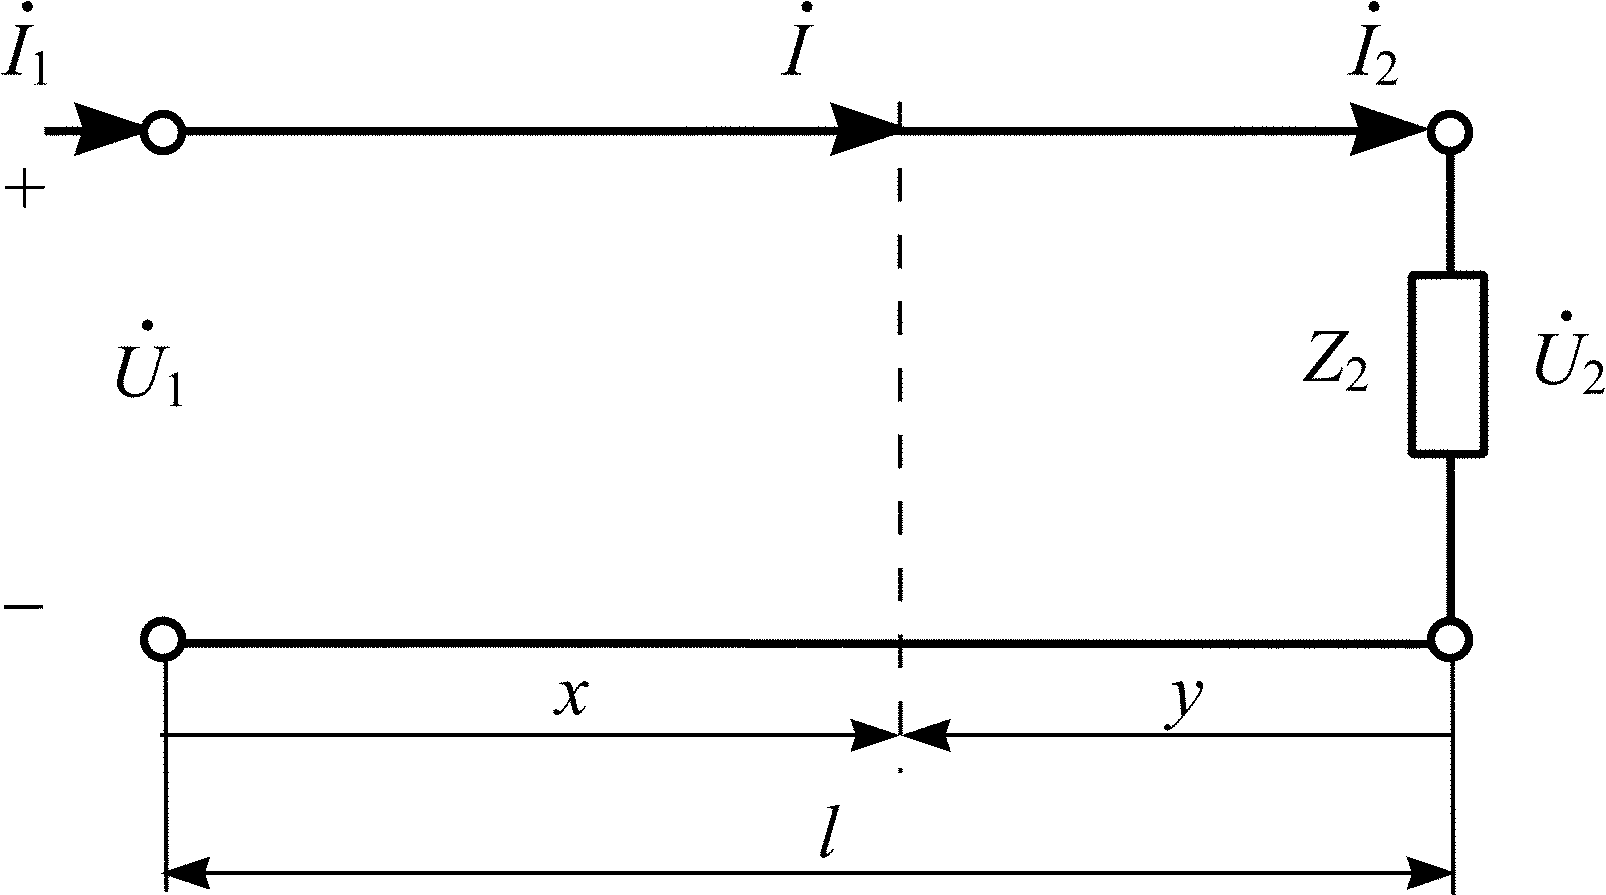 İ₁ İ İ₂
+
U̇₁ Z₂ U̇₂
−
x y
l